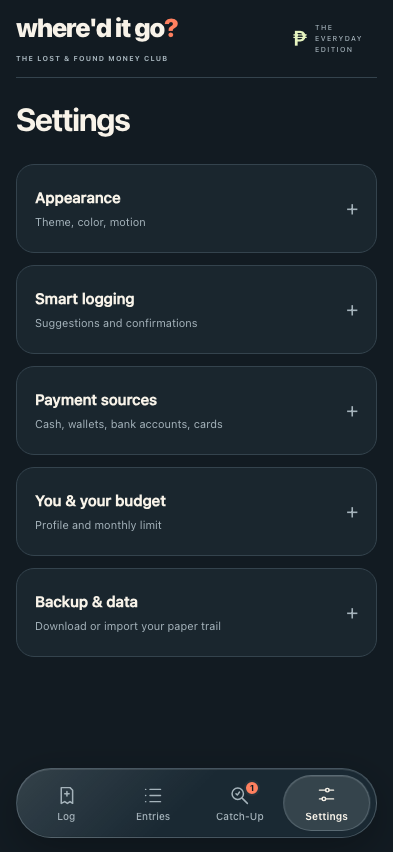 where'd it go?
THE LOST & FOUND MONEY CLUB
₱
THE
EVERYDAY
EDITION
Settings
Appearance
Theme, color, motion
+
Smart logging
Suggestions and confirmations
+
Payment sources
Cash, wallets, bank accounts, cards
+
You & your budget
Profile and monthly limit
+
Backup & data
Download or import your paper trail
+
1
Log Entries Catch-Up Settings